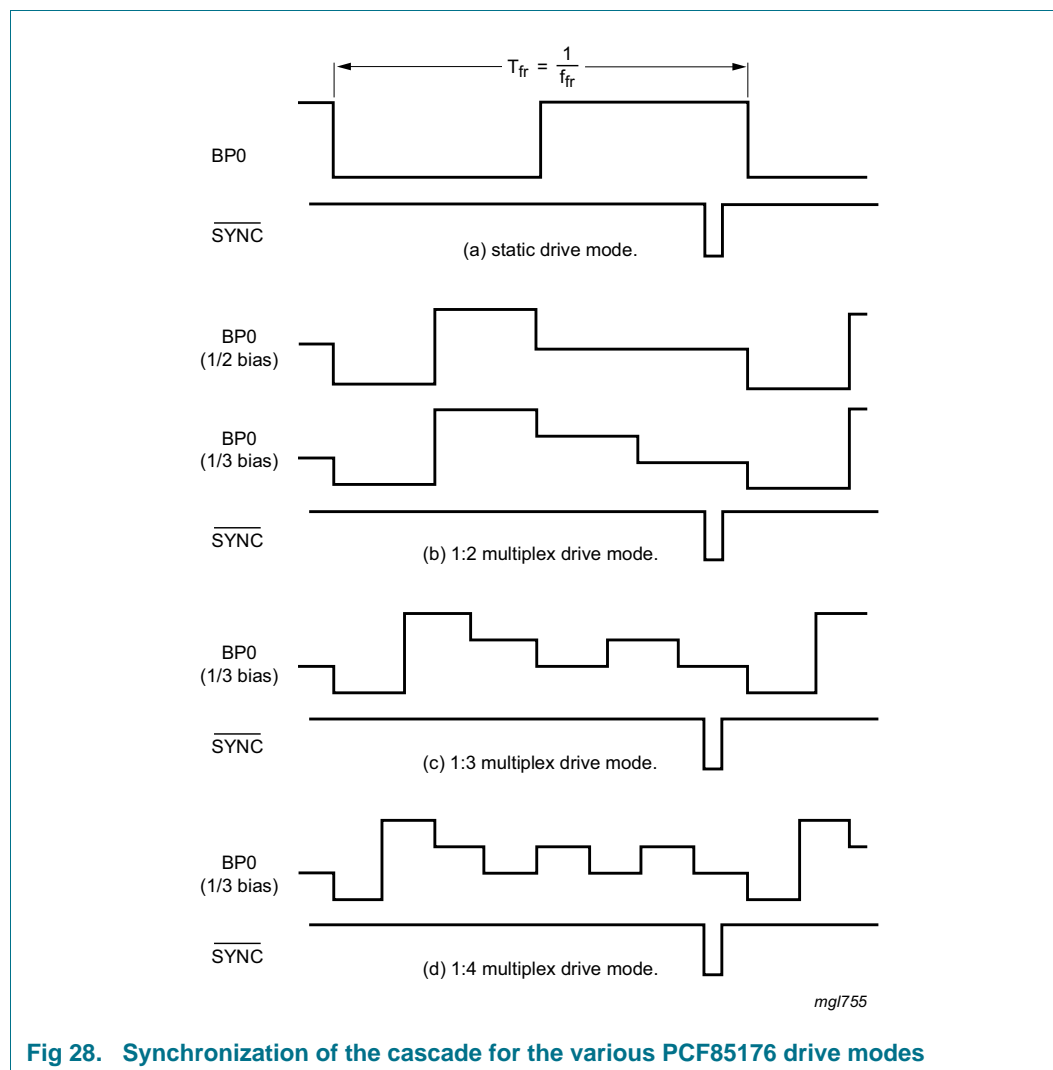 T_fr = 1/f_fr
BP0
SYNC
(a) static drive mode.
BP0
(1/2 bias)
BP0
(1/3 bias)
SYNC
(b) 1:2 multiplex drive mode.
BP0
(1/3 bias)
SYNC
(c) 1:3 multiplex drive mode.
BP0
(1/3 bias)
SYNC
(d) 1:4 multiplex drive mode.
mgl755
Fig 28. Synchronization of the cascade for the various PCF85176 drive modes